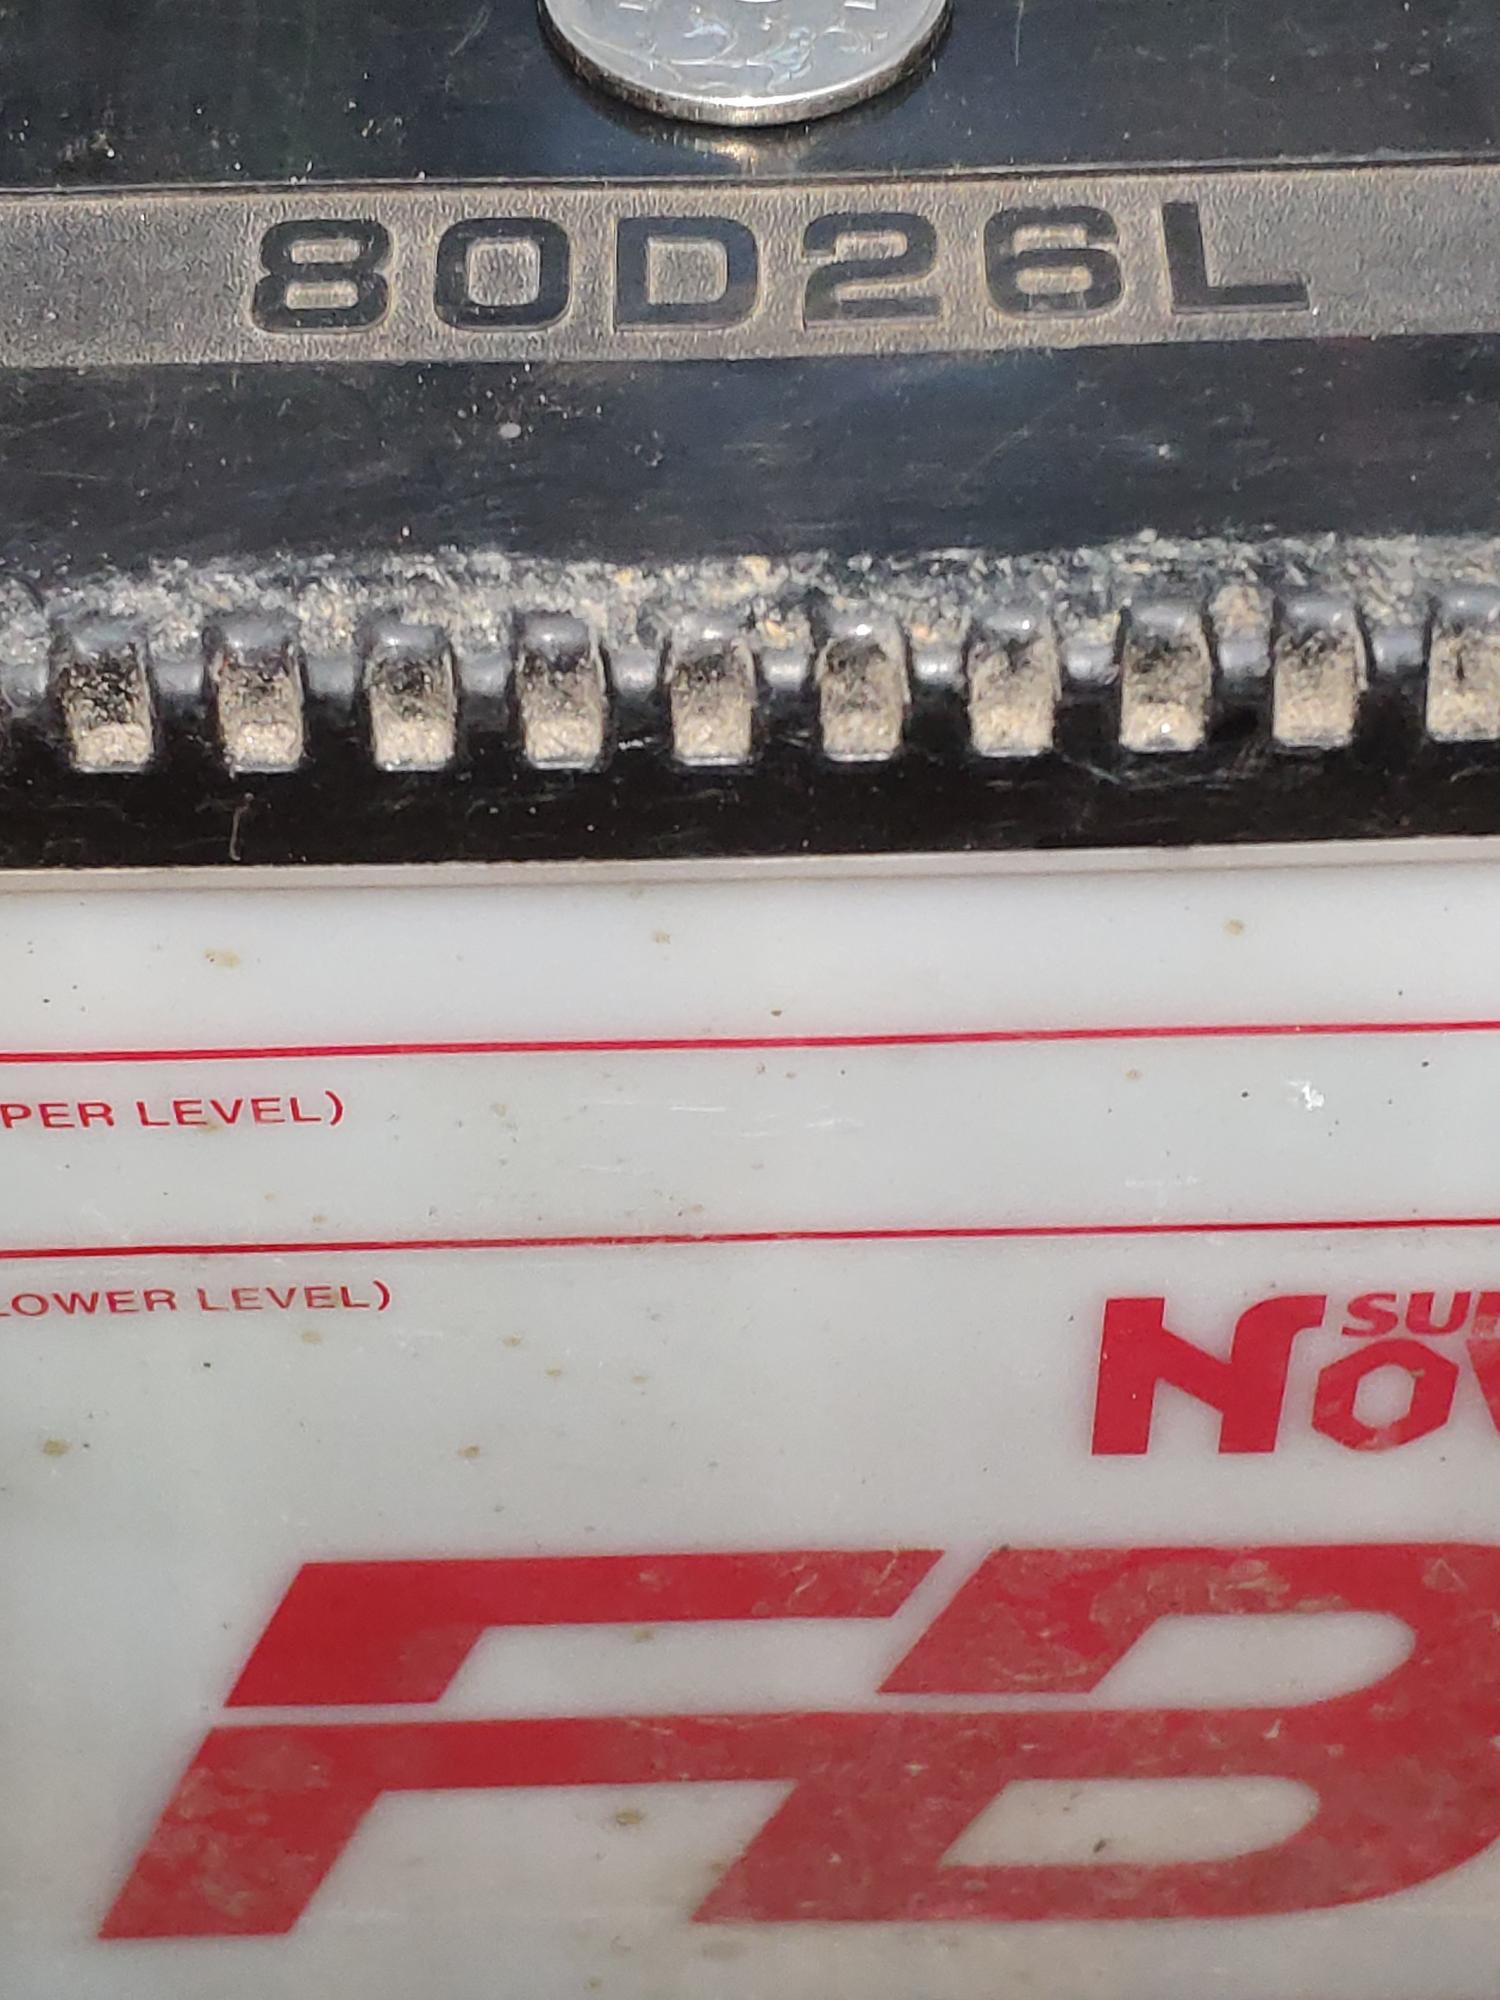 80D26L
PER LEVEL)
LOWER LEVEL)
FB